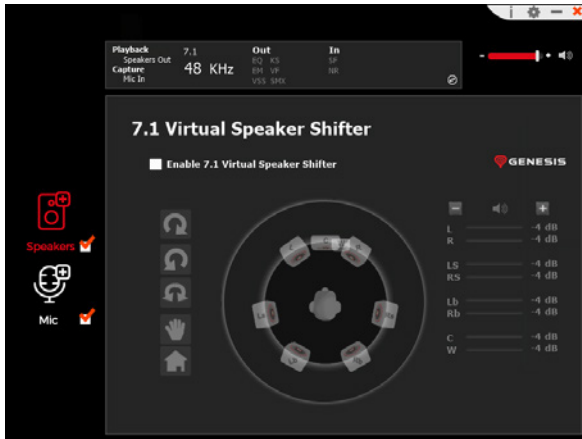 i
Playback 7.1 Out In
Speakers Out EQ KS SF
Capture 48 KHz EM VF NR
Mic In VSS SMX
7.1 Virtual Speaker Shifter
Enable 7.1 Virtual Speaker Shifter
GENESIS
L -4 dB
R -4 dB
Speakers
LS -4 dB
RS -4 dB
Lb -4 dB
Rb -4 dB
Mic
C -4 dB
W -4 dB